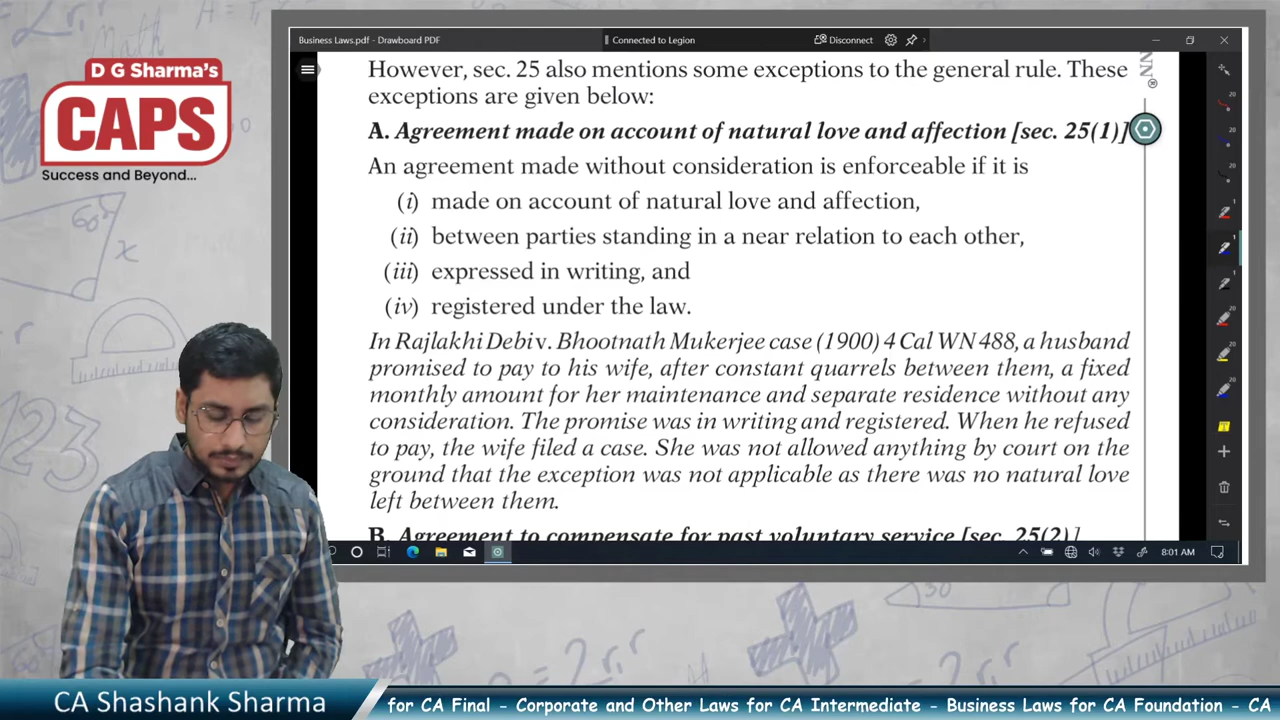 D G Sharma's
CAPS
Success and Beyond...
Business Laws.pdf - Drawboard PDF
Connected to Legion
Disconnect
However, sec. 25 also mentions some exceptions to the general rule. These
exceptions are given below:
A. Agreement made on account of natural love and affection [sec. 25(1)]
An agreement made without consideration is enforceable if it is
(i) made on account of natural love and affection,
(ii) between parties standing in a near relation to each other,
(iii) expressed in writing, and
(iv) registered under the law.
In Rajlakhi Debi v. Bhootnath Mukerjee case (1900) 4 Cal WN 488, a husband
promised to pay to his wife, after constant quarrels between them, a fixed
monthly amount for her maintenance and separate residence without any
consideration. The promise was in writing and registered. When he refused
to pay, the wife filed a case. She was not allowed anything by court on the
ground that the exception was not applicable as there was no natural love
left between them.
B. Agreement to compensate for past voluntary service [sec. 25(2)]
8:01 AM
CA Shashank Sharma
for CA Final - Corporate and Other Laws for CA Intermediate - Business Laws for CA Foundation - CA